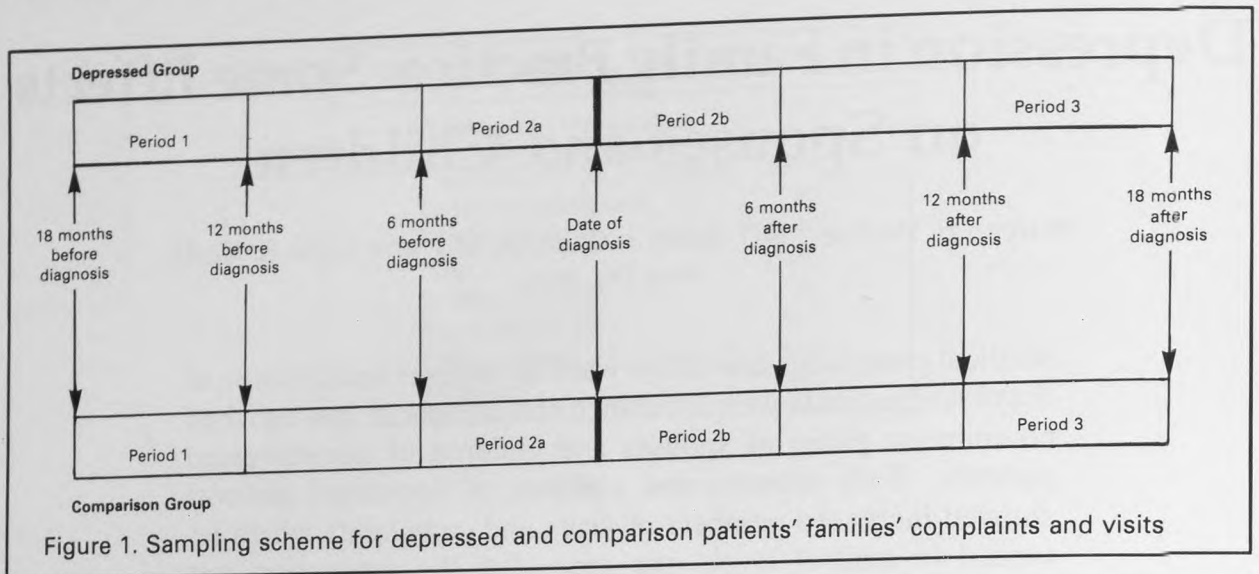 Depressed Group
Period 1
Period 2a
Period 2b
Period 3
18 months
before
diagnosis
12 months
before
diagnosis
6 months
before
diagnosis
Date of
diagnosis
6 months
after
diagnosis
12 months
after
diagnosis
18 months
after
diagnosis
Period 1
Period 2a
Period 2b
Period 3
Comparison Group
Figure 1. Sampling scheme for depressed and comparison patients' families' complaints and visits